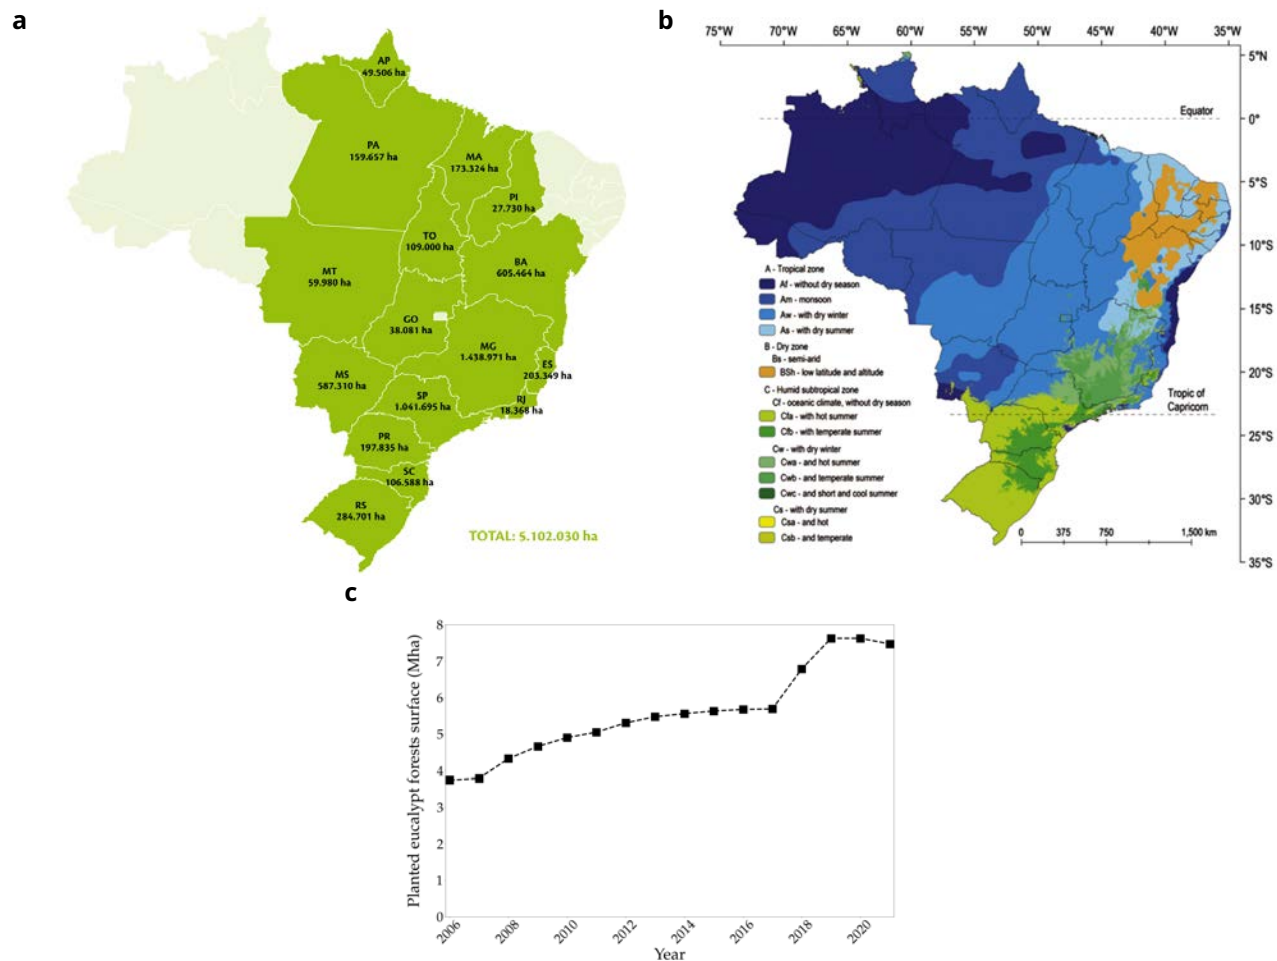 a
AP
49.506 ha
PA
159.657 ha
MA
173.324 ha
PI
27.730 ha
TO
109.000 ha
BA
605.464 ha
MT
59.980 ha
GO
38.081 ha
MG
1.438.971 ha
ES
203.349 ha
MS
587.310 ha
SP
1.041.695 ha
RJ
18.368 ha
PR
197.835 ha
SC
106.588 ha
RS
284.701 ha
TOTAL: 5.102.030 ha
b
75°W 70°W 65°W 60°W 55°W 50°W 45°W 40°W 35°W
5°N
Equator
0°
5°S
10°S
15°S
20°S
Tropic of
Capricorn
25°S
30°S
35°S
A - Tropical zone
Af - without dry season
Am - monsoon
Aw - with dry winter
As - with dry summer
B - Dry zone
Bs - semi-arid
BSh - low latitude and altitude
C - Humid subtropical zone
Cf - oceanic climate, without dry season
Cfa - with hot summer
Cfb - with temperate summer
Cw - with dry winter
Cwa - and hot summer
Cwb - and temperate summer
Cwc - and short and cool summer
Cs - with dry summer
Csa - and hot
Csb - and temperate
0 375 750 1,500 km
c
Planted eucalypt forests surface (Mha)
8
7
6
5
4
3
2
1
0
2006 2008 2010 2012 2014 2016 2018 2020
Year